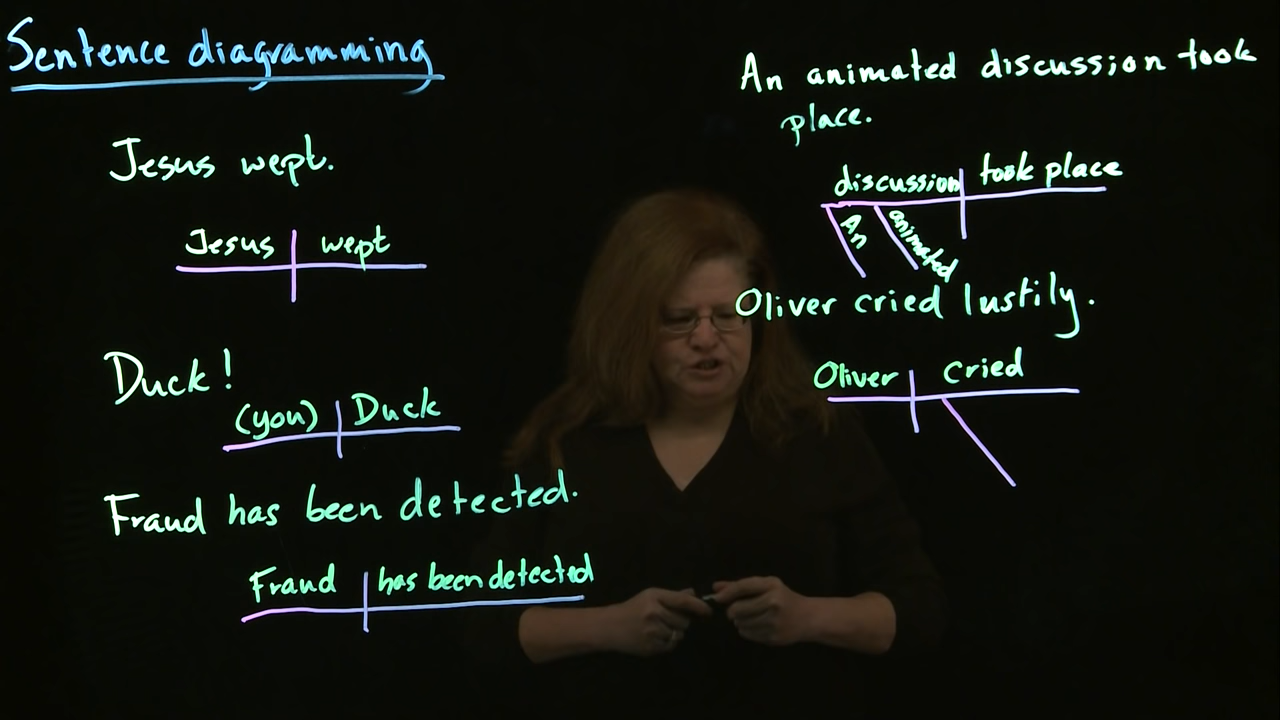 Sentence diagramming
Jesus wept.
Jesus wept
Duck!
(you) Duck
Fraud has been detected.
Fraud has been detected
An animated discussion took
place.
discussion took place
An animated
Oliver cried lustily.
Oliver cried